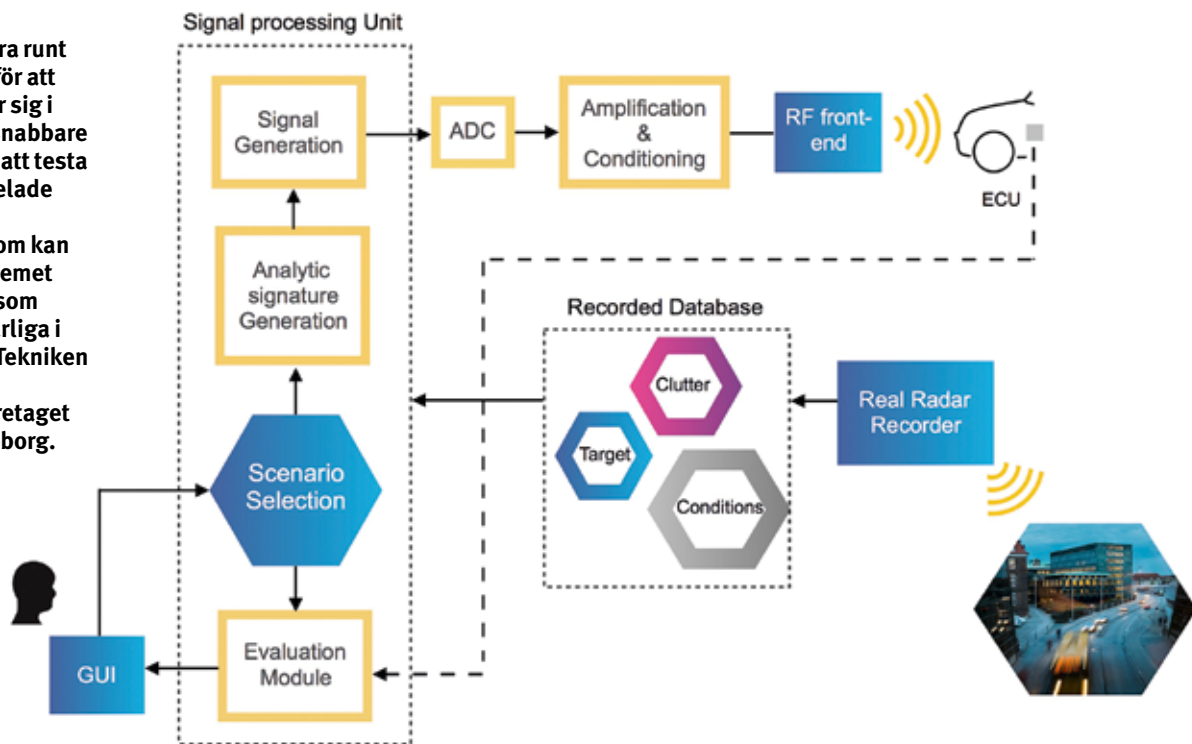 ra runt
för att
r sig i
nabbare
att testa
elade
om kan
emet
som
rliga i
Tekniken
retaget
borg.
Signal processing Unit
Signal
Generation
ADC
Amplification
&
Conditioning
RF front-
end
ECU
Analytic
signature
Generation
Recorded Database
Clutter
Target
Conditions
Real Radar
Recorder
Scenario
Selection
Evaluation
Module
GUI